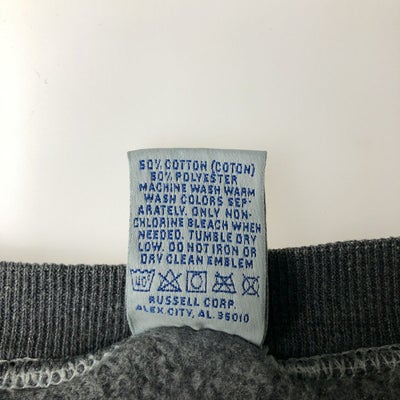 50% COTTON (COTON)
50% POLYESTER
MACHINE WASH WARM
WASH COLORS SEP-
ARATELY. ONLY NON-
CHLORINE BLEACH WHEN
NEEDED. TUMBLE DRY
LOW. DO NOT IRON OR
DRY CLEAN EMBLEM
RUSSELL CORP.
ALEX. CITY, AL. 35010